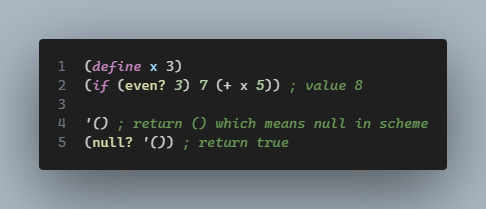 1 (define x 3)
2 (if (even? 3) 7 (+ x 5)) ; value 8
3
4 '() ; return () which means null in scheme
5 (null? '()) ; return true